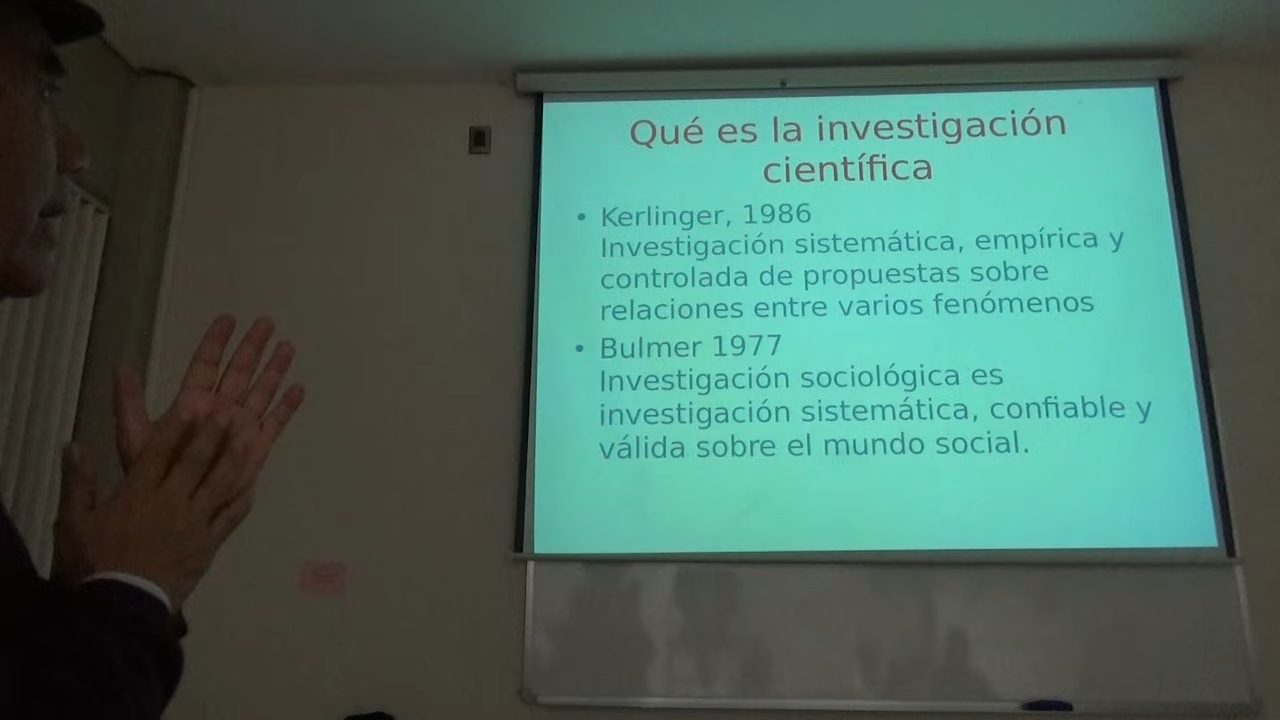 Qué es la investigación
científica
• Kerlinger, 1986
Investigación sistemática, empírica y
controlada de propuestas sobre
relaciones entre varios fenómenos
• Bulmer 1977
Investigación sociológica es
investigación sistemática, confiable y
válida sobre el mundo social.